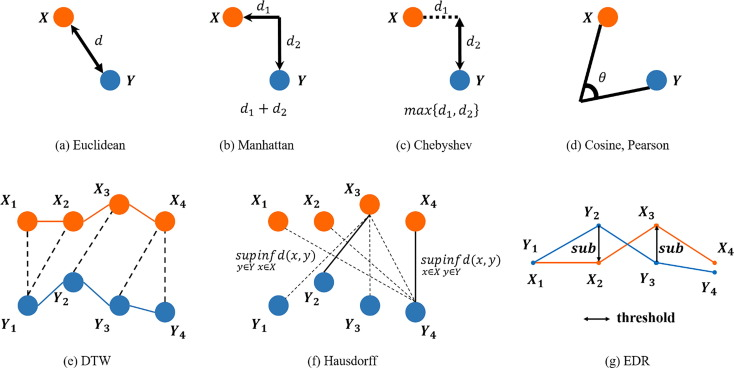 X
d
Y
(a) Euclidean
X
d1
d2
Y
d1 + d2
(b) Manhattan
X
d1
d2
Y
max{d1, d2}
(c) Chebyshev
X
θ
Y
(d) Cosine, Pearson
X1 X2 X3 X4
Y1 Y2 Y3 Y4
(e) DTW
X1 X2 X3 X4
supinf d(x, y)
y∈Y x∈X
supinf d(x, y)
x∈X y∈Y
Y1 Y2 Y3 Y4
(f) Hausdorff
Y2 X3
Y1 sub sub X4
X1 X2 Y3 Y4
threshold
(g) EDR